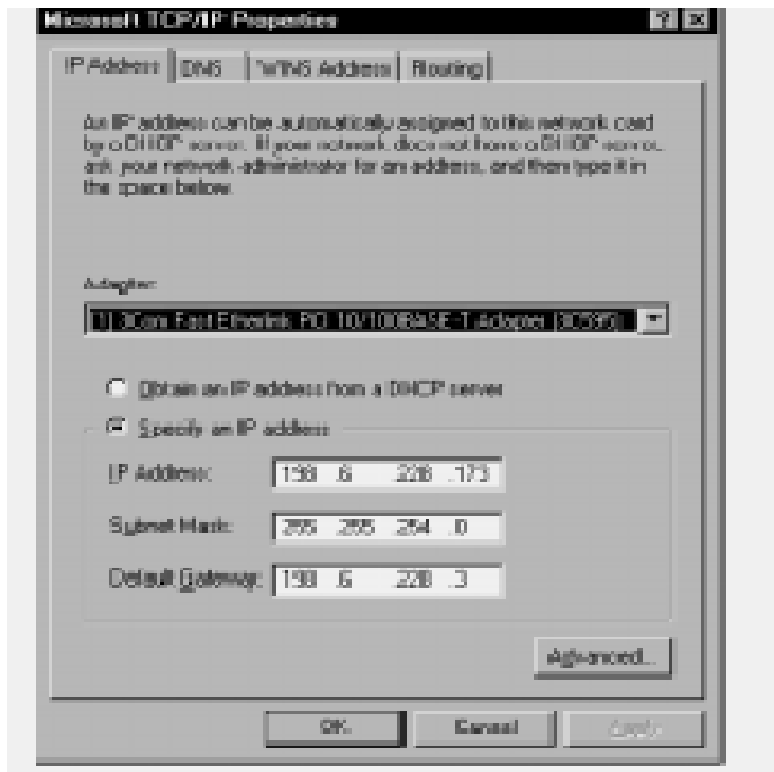 Microsoft TCP/IP Properties
IP Address DNS WINS Address Routing
An IP address can be automatically assigned to this network card
by a DHCP server. If your network does not have a DHCP server,
ask your network administrator for an address, and then type it in
the space below.
Adapter:
[1] 3Com Fast Etherlink PCI 10/100BASE-T Adapter (3C595)
Obtain an IP address from a DHCP server
Specify an IP address
IP Address: 198 .6 .228 .173
Subnet Mask: 255 .255 .254 .0
Default Gateway: 198 .6 .228 .3
Advanced...
OK Cancel Apply